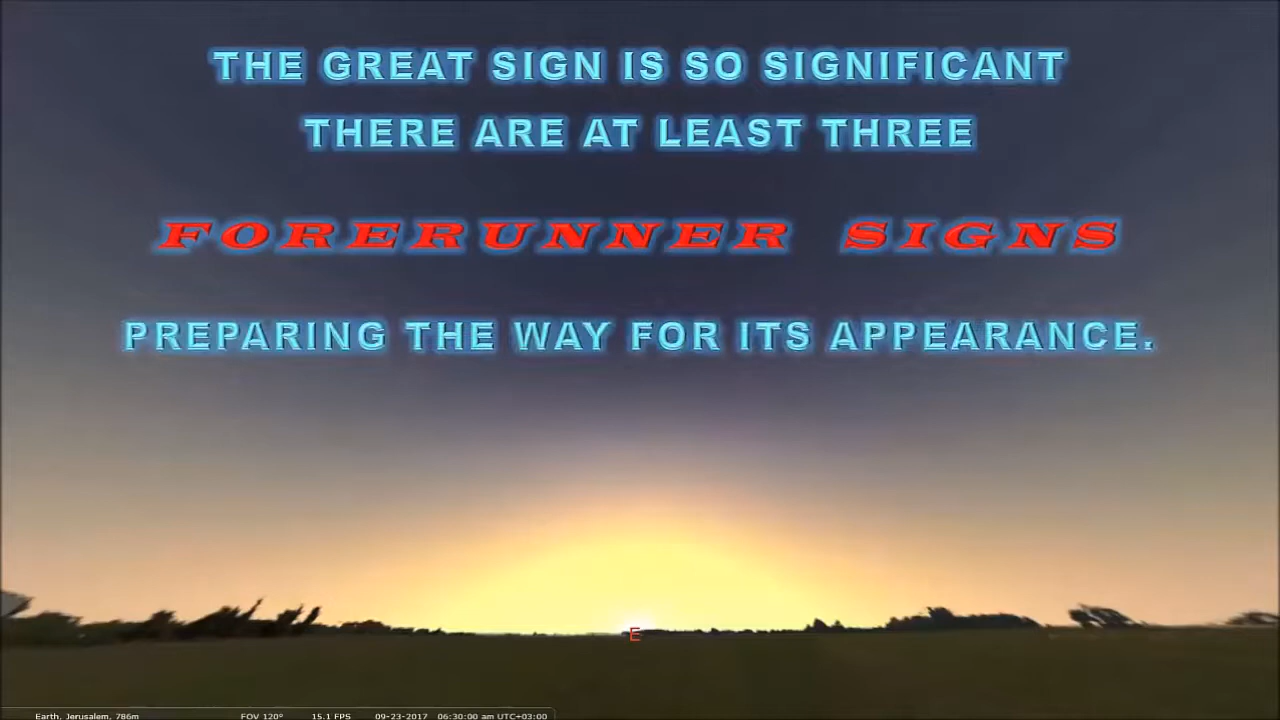 THE GREAT SIGN IS SO SIGNIFICANT
THERE ARE AT LEAST THREE
FORERUNNER SIGNS
PREPARING THE WAY FOR ITS APPEARANCE.
E
Earth, Jerusalem, 786m FOV 120° 15.1 FPS 09-23-2017 06:30:00 am UTC+03:00